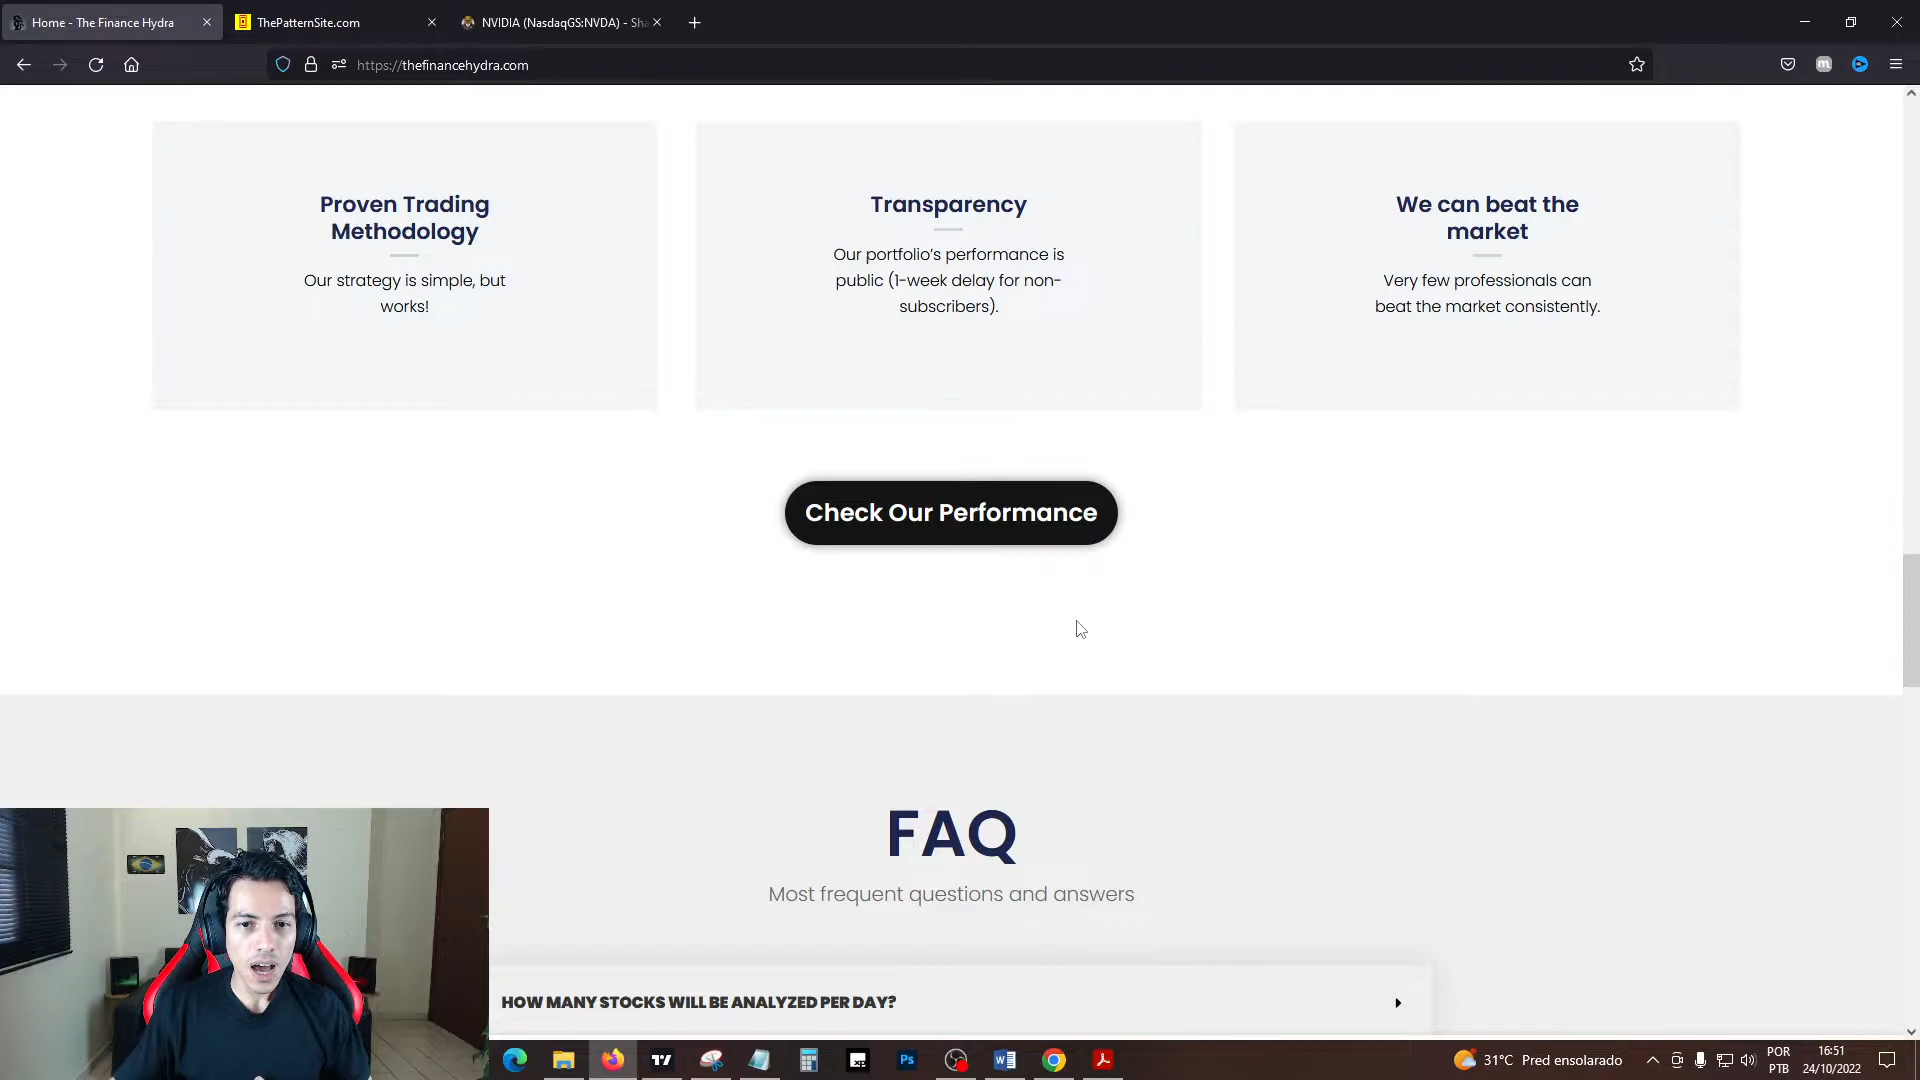 Home - The Finance Hydra
ThePatternSite.com
NVIDIA (NasdaqGS:NVDA) - Sha
https://thefinancehydra.com
Proven Trading
Methodology
Our strategy is simple, but
works!
Transparency
Our portfolio’s performance is
public (1-week delay for non-
subscribers).
We can beat the
market
Very few professionals can
beat the market consistently.
Check Our Performance
FAQ
Most frequent questions and answers
HOW MANY STOCKS WILL BE ANALYZED PER DAY?
31°C Pred ensolarado
POR
PTB
16:51
24/10/2022